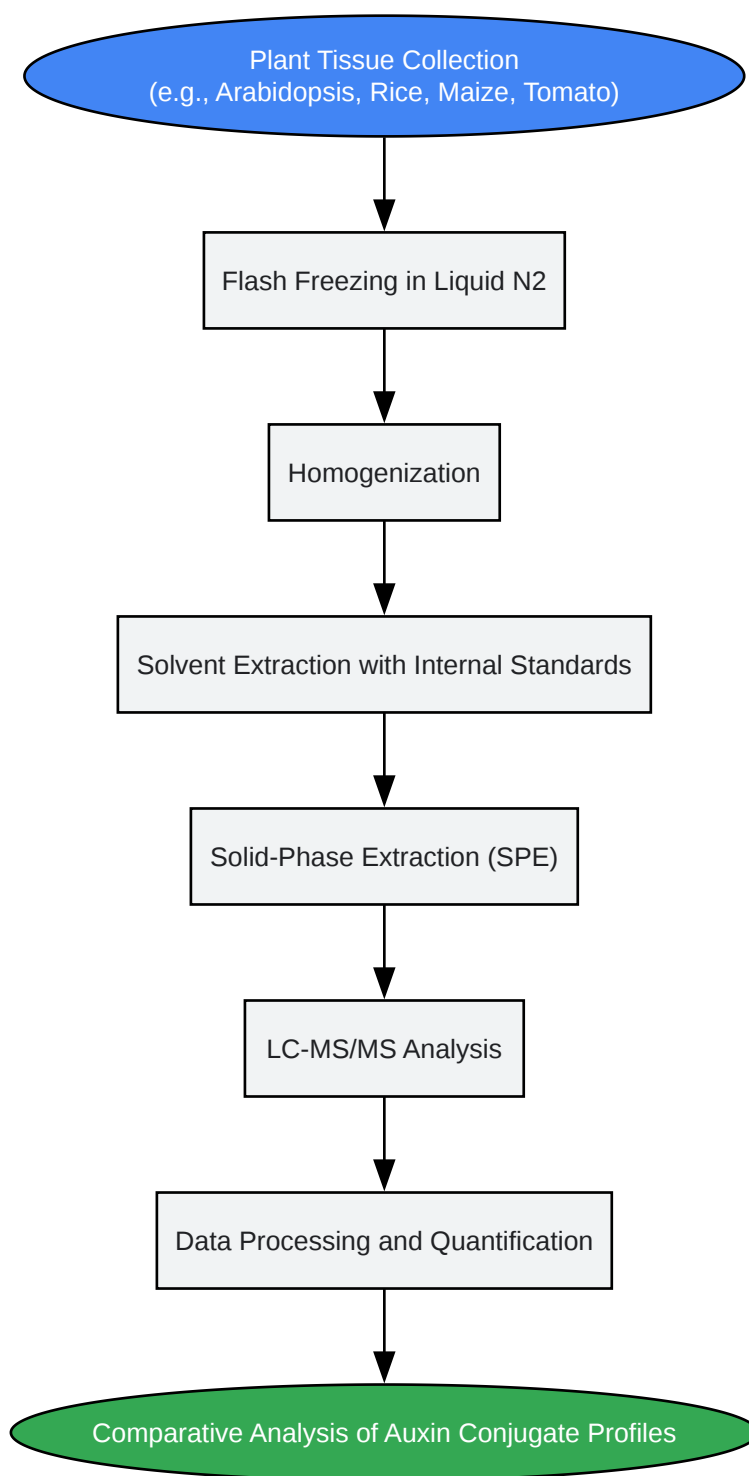 Plant Tissue Collection
(e.g., Arabidopsis, Rice, Maize, Tomato)
Flash Freezing in Liquid N2
Homogenization
Solvent Extraction with Internal Standards
Solid-Phase Extraction (SPE)
LC-MS/MS Analysis
Data Processing and Quantification
Comparative Analysis of Auxin Conjugate Profiles